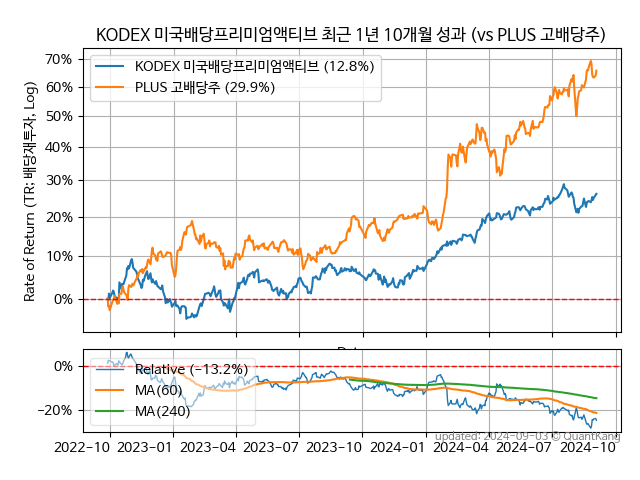 KODEX 미국배당프리미엄액티브 최근 1년 10개월 성과 (vs PLUS 고배당주)
Rate of Return (TR: 배당재투자, Log)
70%
60%
50%
40%
30%
20%
10%
0%
KODEX 미국배당프리미엄액티브 (12.8%)
PLUS 고배당주 (29.9%)
0%
−20%
Relative (−13.2%)
MA(60)
MA(240)
updated: 2024-09-03 © QuantKang
2022-10 2023-01 2023-04 2023-07 2023-10 2024-01 2024-04 2024-07 2024-10